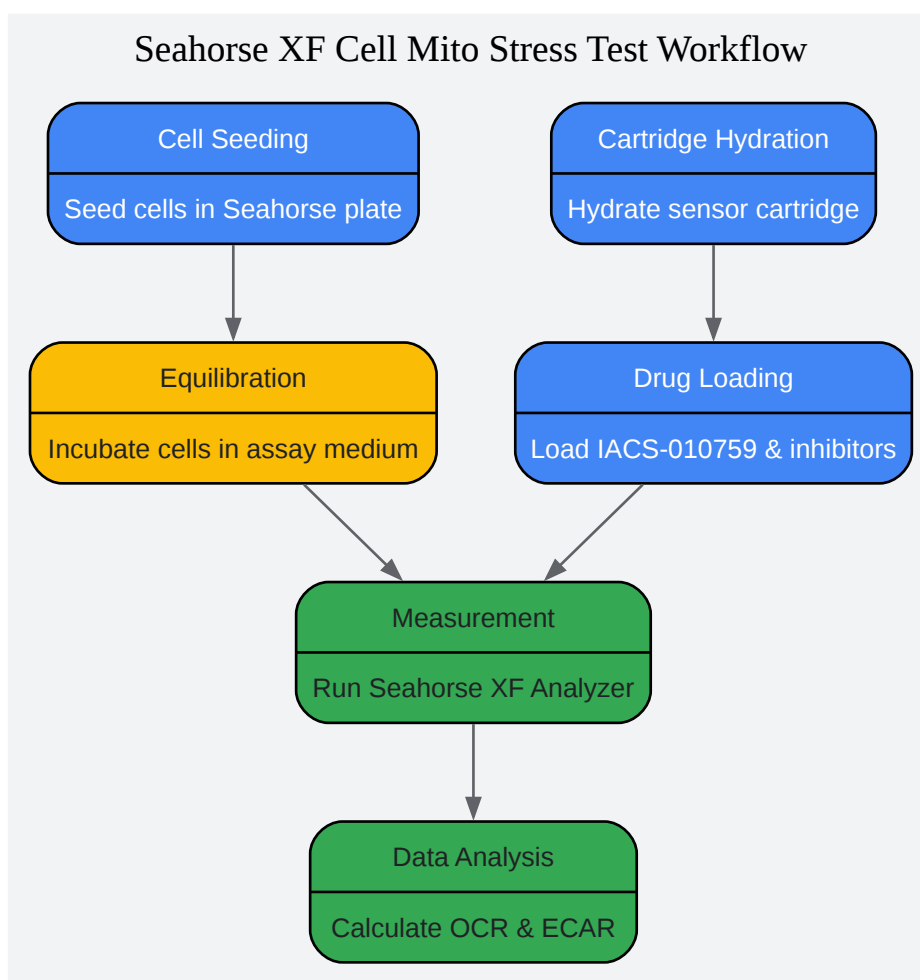 Seahorse XF Cell Mito Stress Test Workflow
Cell Seeding
Seed cells in Seahorse plate
Cartridge Hydration
Hydrate sensor cartridge
Equilibration
Incubate cells in assay medium
Drug Loading
Load IACS-010759 & inhibitors
Measurement
Run Seahorse XF Analyzer
Data Analysis
Calculate OCR & ECAR